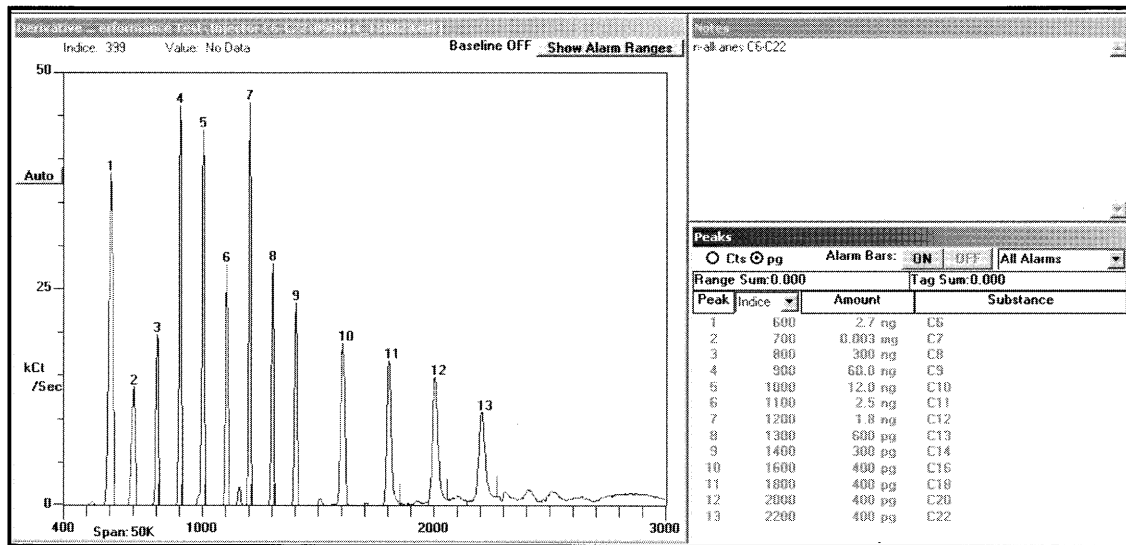 Indice. 399 Value: No Data
Baseline OFF Show Alarm Ranges
50
4
7
5
1
Auto
6
8
25
9
3
10
11
kCt
/Sec
2
12
13
0
400 1000 2000 3000
Span: 50K
Notes
n-alkanes C6-C22
Peaks
Cts pg Alarm Bars: ON OFF All Alarms
Range Sum:0.000 Tag Sum:0.000
Peak Indice Amount Substance
1 600 2.7 ng C6
2 700 0.003 mg C7
3 800 300 ng C8
4 900 60.0 ng C9
5 1000 12.0 ng C10
6 1100 2.5 ng C11
7 1200 1.8 ng C12
8 1300 600 pg C13
9 1400 300 pg C14
10 1600 400 pg C16
11 1800 400 pg C18
12 2000 400 pg C20
13 2200 400 pg C22